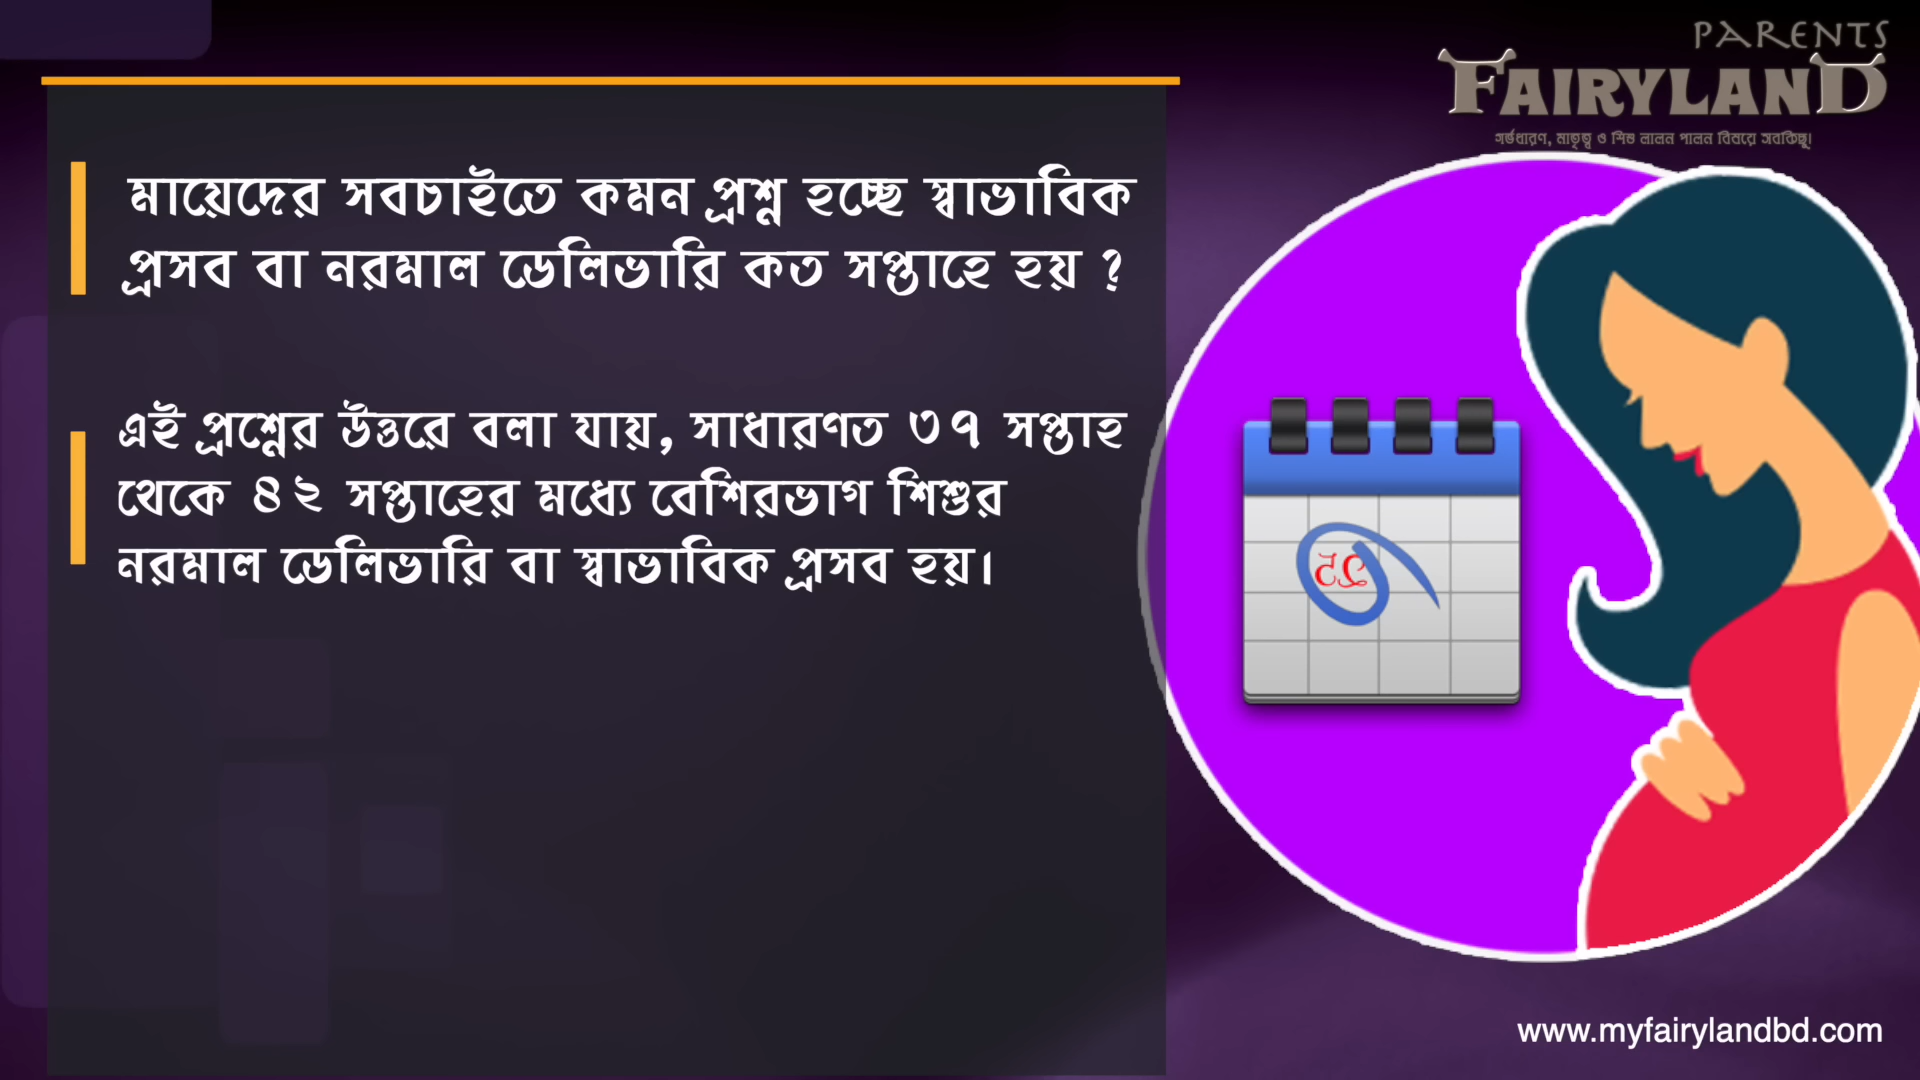 PARENTS
FAIRYLAND
গর্ভধারণ, মাতৃত্ব ও শিশু লালন পালন বিষয়ে সবকিছু।
মায়েদের সবচাইতে কমন প্রশ্ন হচ্ছে স্বাভাবিক
প্রসব বা নরমাল ডেলিভারি কত সপ্তাহে হয় ?
এই প্রশ্নের উত্তরে বলা যায়, সাধারণত ৩৭ সপ্তাহ
থেকে ৪২ সপ্তাহের মধ্যে বেশিরভাগ শিশুর
নরমাল ডেলিভারি বা স্বাভাবিক প্রসব হয়।
www.myfairylandbd.com